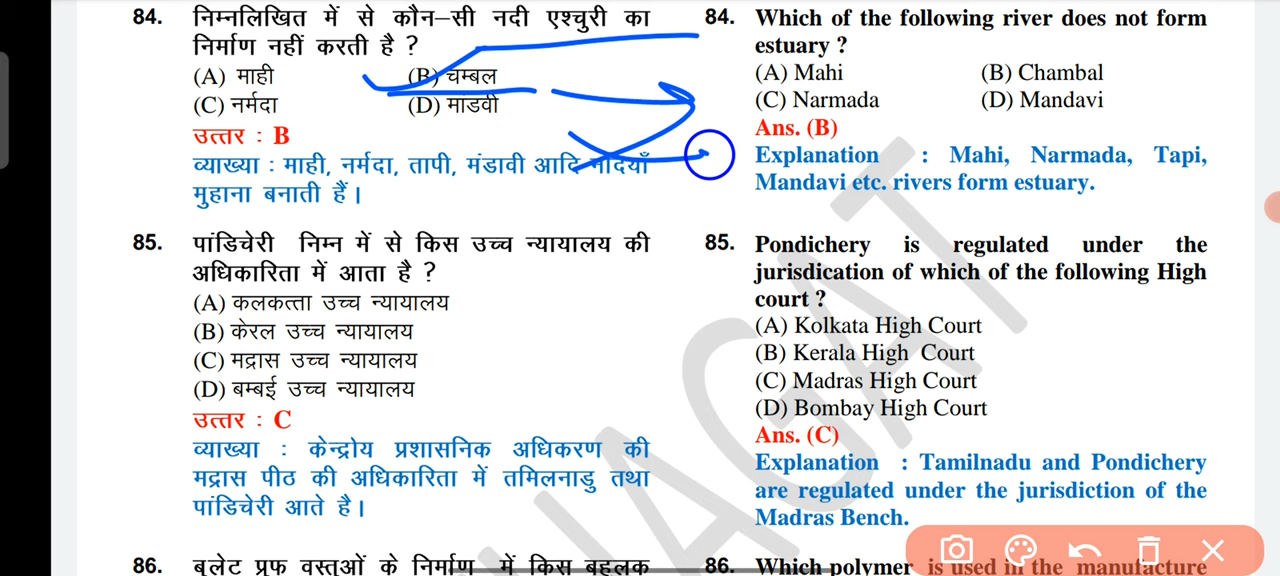 84. निम्नलिखित में से कौन–सी नदी एश्चुरी का
निर्माण नहीं करती है ?
(A) माही (B) चम्बल
(C) नर्मदा (D) मांडवी
उत्तर : B
व्याख्या : माही, नर्मदा, तापी, मंडावी आदि नदियाँ
मुहाना बनाती हैं।
85. पांडिचेरी निम्न में से किस उच्च न्यायालय की
अधिकारिता में आता है ?
(A) कलकत्ता उच्च न्यायालय
(B) केरल उच्च न्यायालय
(C) मद्रास उच्च न्यायालय
(D) बम्बई उच्च न्यायालय
उत्तर : C
व्याख्या : केन्द्रीय प्रशासनिक अधिकरण की
मद्रास पीठ की अधिकारिता में तमिलनाडु तथा
पांडिचेरी आते है।
86. बुलेट प्रुफ वस्तुओं के निर्माण में किस बहुलक
84. Which of the following river does not form
estuary ?
(A) Mahi (B) Chambal
(C) Narmada (D) Mandavi
Ans. (B)
Explanation : Mahi, Narmada, Tapi,
Mandavi etc. rivers form estuary.
85. Pondichery is regulated under the
jurisdication of which of the following High
court ?
(A) Kolkata High Court
(B) Kerala High Court
(C) Madras High Court
(D) Bombay High Court
Ans. (C)
Explanation : Tamilnadu and Pondichery
are regulated under the jurisdiction of the
Madras Bench.
86. Which polymer is used in the manufacture